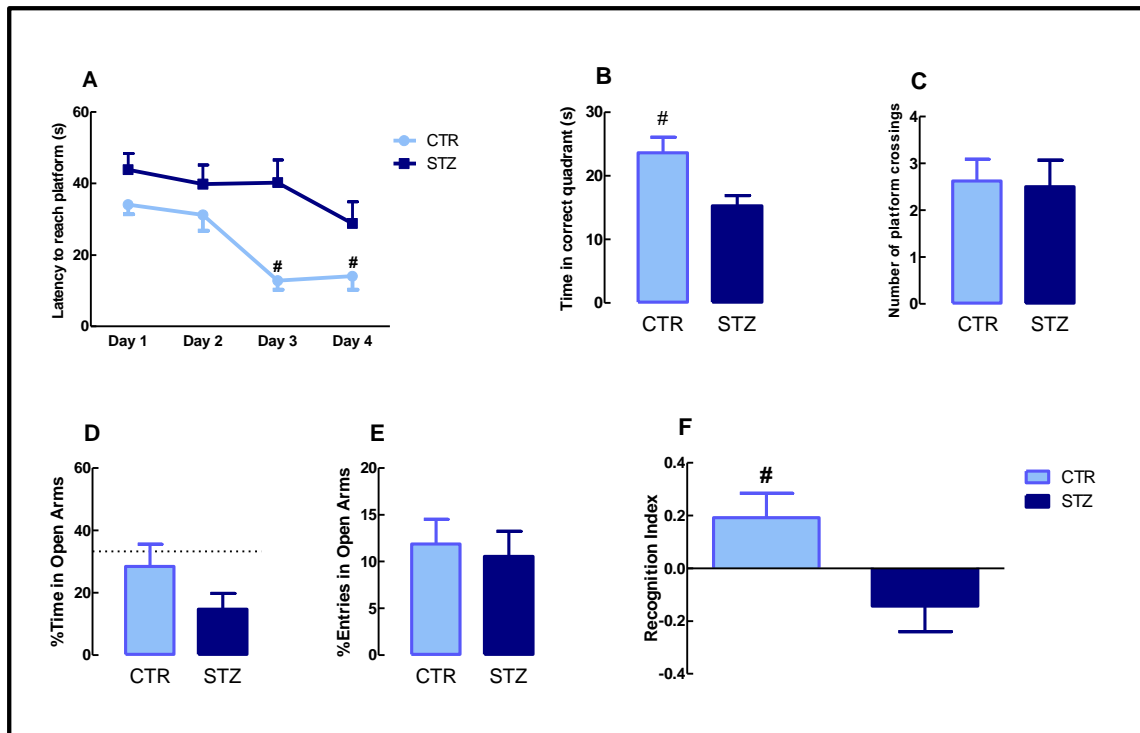 A
Latency to reach platform (s)
60
40
20
0
#
#
Day 1 Day 2 Day 3 Day 4
CTR
STZ
B
Time in correct quadrant (s)
30
20
10
0
#
CTR STZ
C
Number of platform crossings
4
3
2
1
0
CTR STZ
D
%Time in Open Arms
60
40
20
0
CTR STZ
E
%Entries in Open Arms
20
15
10
5
0
CTR STZ
F
Recognition Index
0.4
0.2
0.0
-0.2
-0.4
#
CTR
STZ